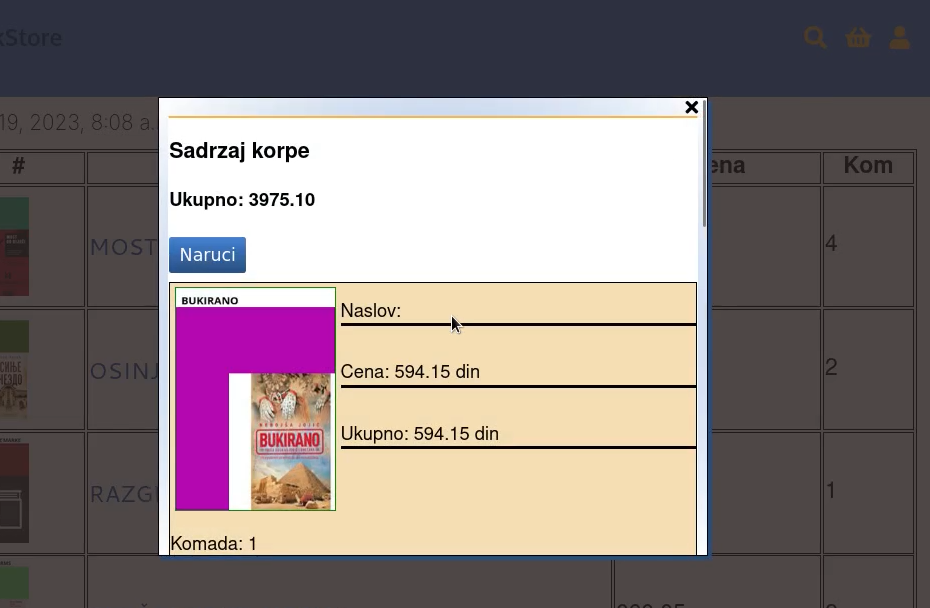 kStore
19, 2023, 8:08 a.
Sadrzaj korpe
Ukupno: 3975.10
Naruci
# ena Kom
MOST 4
OSINJ 2
RAZG 1
BUKIRANO
Naslov:
Cena: 594.15 din
Ukupno: 594.15 din
BUKIRANO
Komada: 1